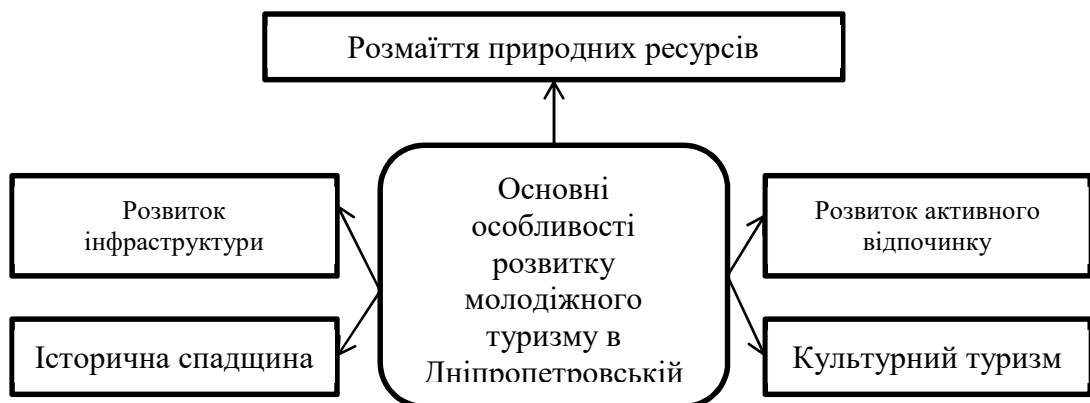 Розмаїття природних ресурсів
Розвиток
інфраструктури
Історична спадщина
Основні
особливості
розвитку
молодіжного
туризму в
Дніпропетровській
Розвиток активного
відпочинку
Культурний туризм